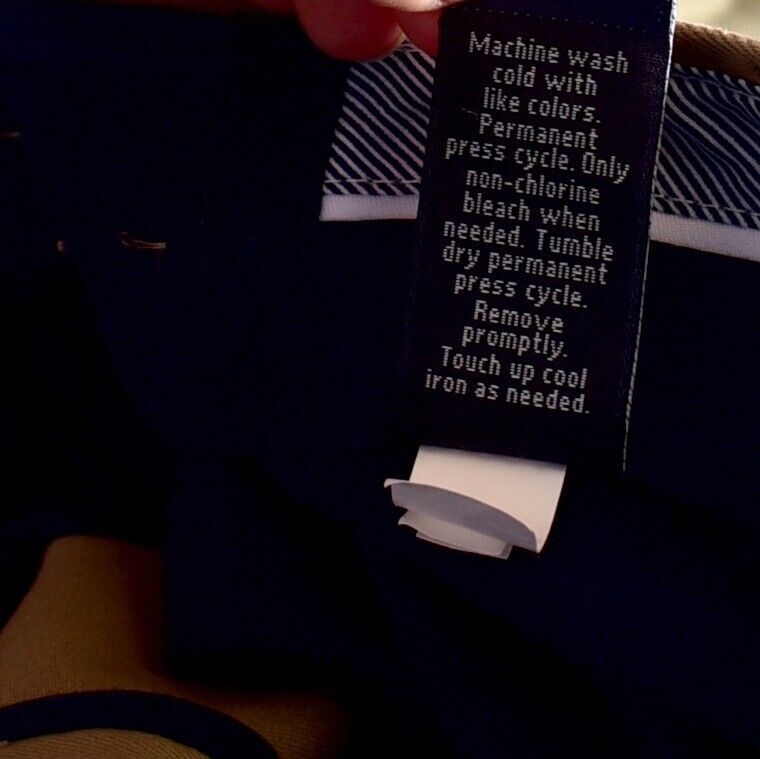 Machine wash
cold with
like colors.
Permanent
press cycle. Only
non-chlorine
bleach when
needed. Tumble
dry permanent
press cycle.
Remove
promptly.
Touch up cool
iron as needed.